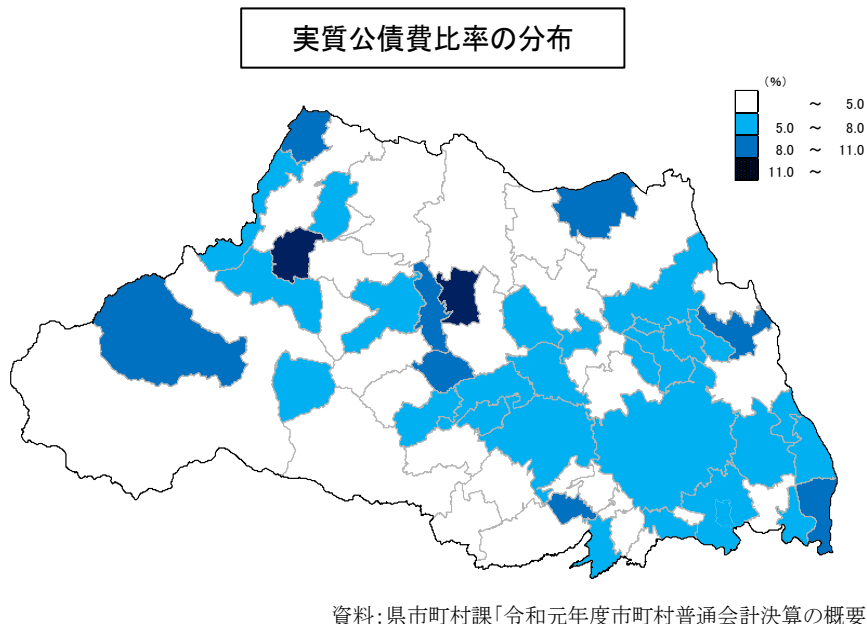 実質公債費比率の分布
(%)
～ 5.0
5.0 ～ 8.0
8.0 ～ 11.0
11.0 ～
資料：県市町村課「令和元年度市町村普通会計決算の概要